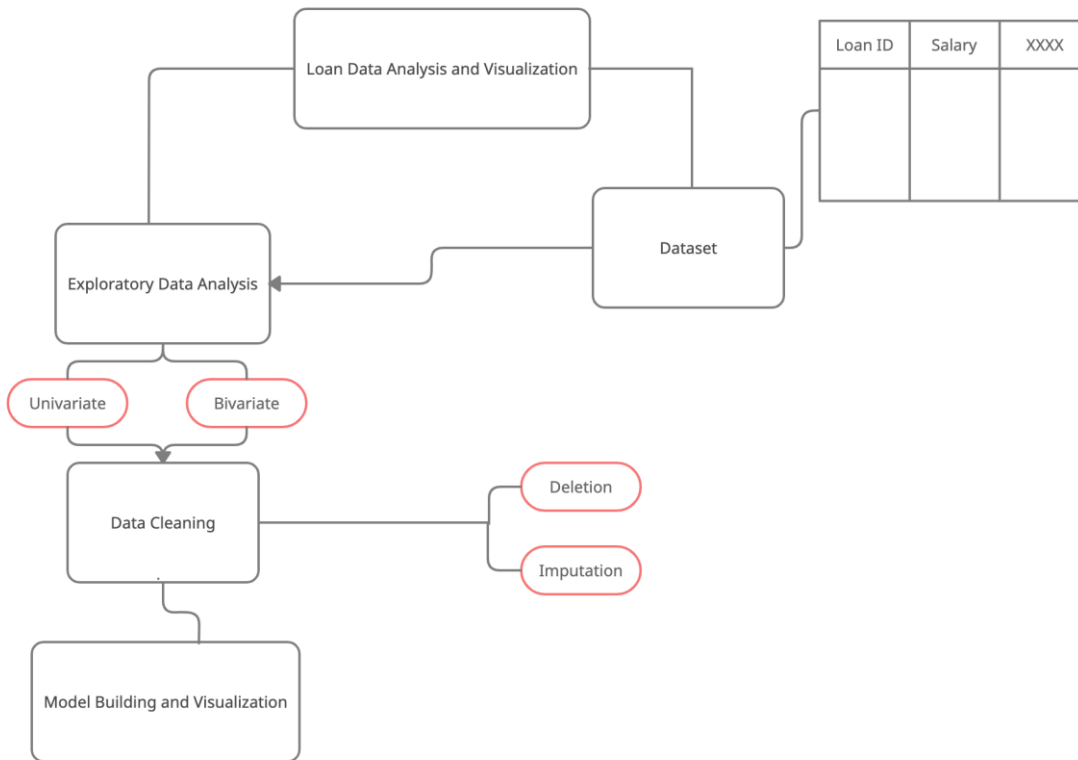 Loan Data Analysis and Visualization
Loan ID Salary XXXX
Dataset
Exploratory Data Analysis
Univariate Bivariate
Data Cleaning
.
Deletion
Imputation
Model Building and Visualization